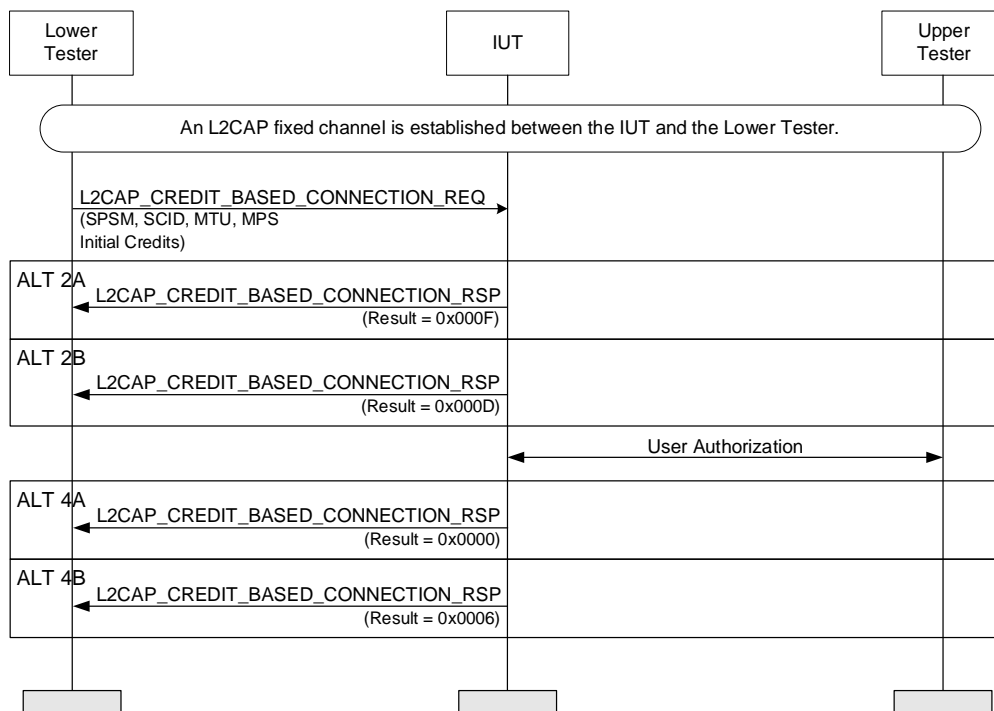 Lower
Tester
IUT
Upper
Tester
An L2CAP fixed channel is established between the IUT and the Lower Tester.
L2CAP_CREDIT_BASED_CONNECTION_REQ
(SPSM, SCID, MTU, MPS
Initial Credits)
ALT 2A
L2CAP_CREDIT_BASED_CONNECTION_RSP
(Result = 0x000F)
ALT 2B
L2CAP_CREDIT_BASED_CONNECTION_RSP
(Result = 0x000D)
User Authorization
ALT 4A
L2CAP_CREDIT_BASED_CONNECTION_RSP
(Result = 0x0000)
ALT 4B
L2CAP_CREDIT_BASED_CONNECTION_RSP
(Result = 0x0006)